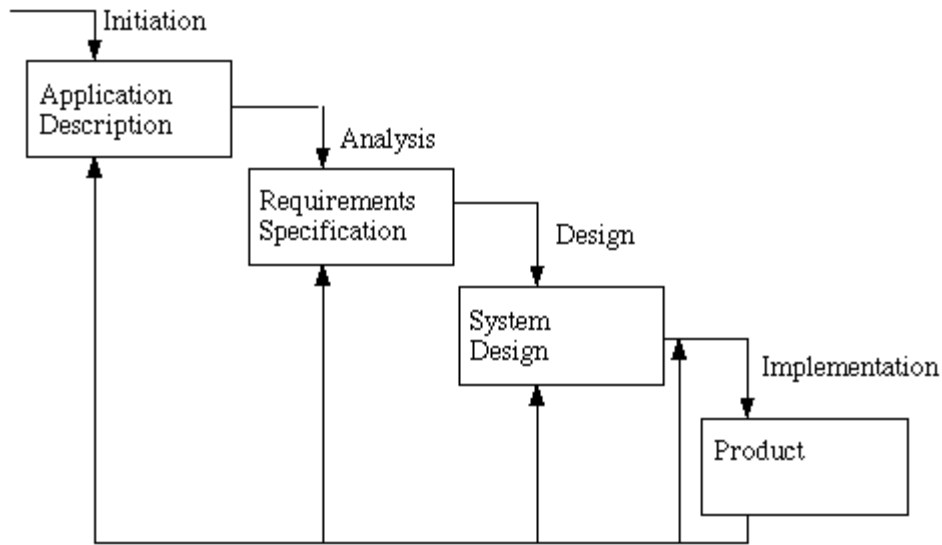 Initiation
Application
Description
Analysis
Requirements
Specification
Design
System
Design
Implementation
Product